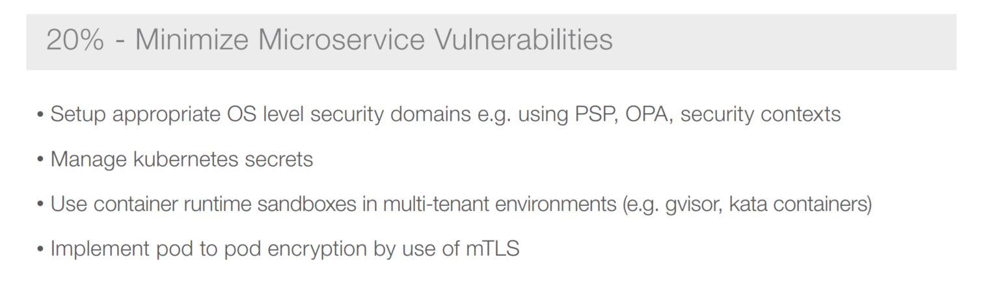 20% - Minimize Microservice Vulnerabilities
• Setup appropriate OS level security domains e.g. using PSP, OPA, security contexts
• Manage kubernetes secrets
• Use container runtime sandboxes in multi-tenant environments (e.g. gvisor, kata containers)
• Implement pod to pod encryption by use of mTLS